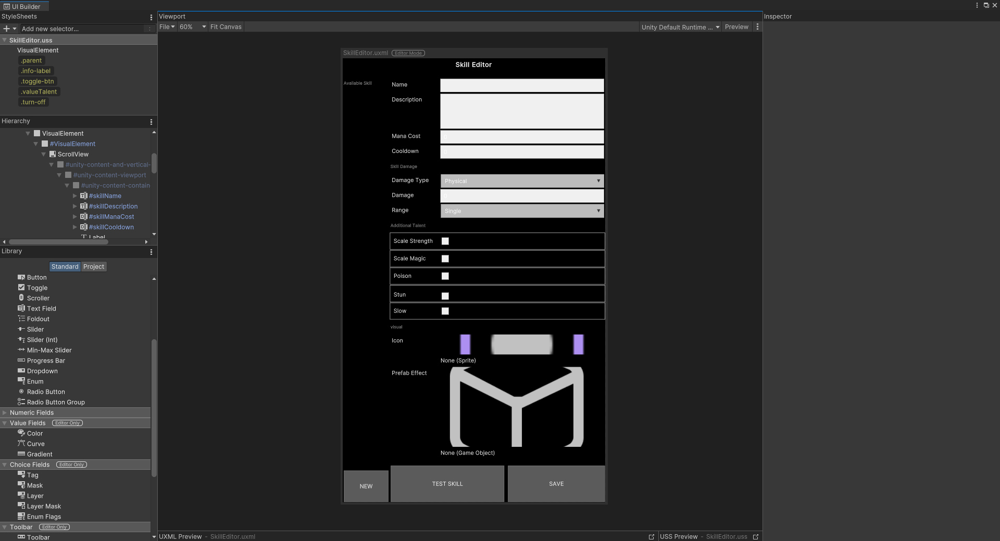 UI Builder
StyleSheets
Add new selector...
SkillEditor.uss
VisualElement
.parent
.info-label
.toggle-btn
.valueTalent
.turn-off
Hierarchy
VisualElement
#VisualElement
ScrollView
#unity-content-and-vertical-
#unity-content-viewport
#unity-content-contain
#skillName
#skillDescription
#skillManaCost
#skillCooldown
Label
Library
Standard Project
Button
Toggle
Scroller
Text Field
Foldout
Slider
Slider (Int)
Min-Max Slider
Progress Bar
Dropdown
Enum
Radio Button
Radio Button Group
Numeric Fields
Value Fields Editor Only
Color
Curve
Gradient
Choice Fields Editor Only
Tag
Mask
Layer
Layer Mask
Enum Flags
Toolbar Editor Only
Toolbar
Viewport
File 60% Fit Canvas
Unity Default Runtime ... Preview
SkillEditor.uxml Editor Mode
Skill Editor
Available Skill
Name
Description
Mana Cost
Cooldown
Skill Damage
Damage Type Physical
Damage
Range Single
Additional Talent
Scale Strength
Scale Magic
Poison
Stun
Slow
visual
Icon
None (Sprite)
Prefab Effect
None (Game Object)
NEW
TEST SKILL
SAVE
UXML Preview - SkillEditor.uxml
USS Preview - SkillEditor.uss
Inspector